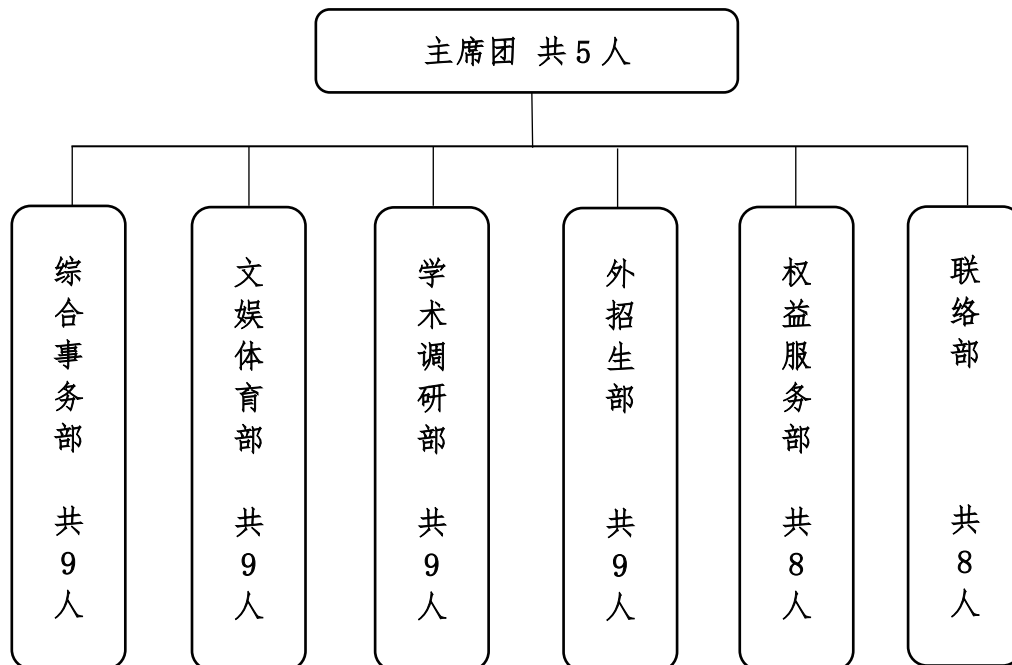 主席团 共5人
综合事务部 共9人
文娱体育部 共9人
学术调研部 共9人
外招生部 共9人
权益服务部 共8人
联络部 共8人